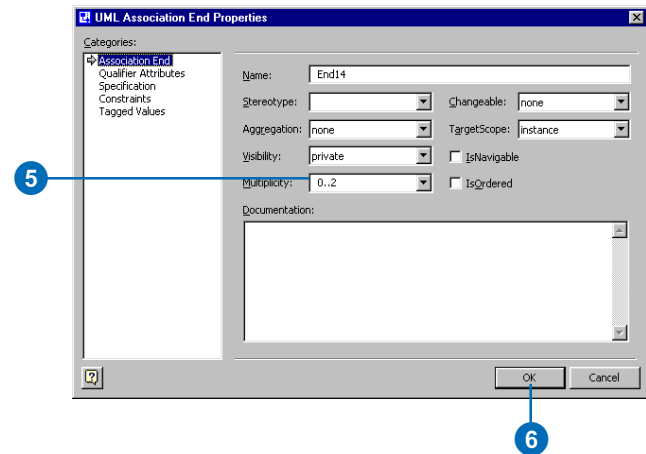 UML Association End Properties
Categories:
Association End
Qualifier Attributes
Specification
Constraints
Tagged Values
Name: End14
Stereotype: Changeable: none
Aggregation: none TargetScope: instance
Visibility: private IsNavigable
5 Multiplicity: 0..2 IsOrdered
Documentation:
? OK Cancel
6